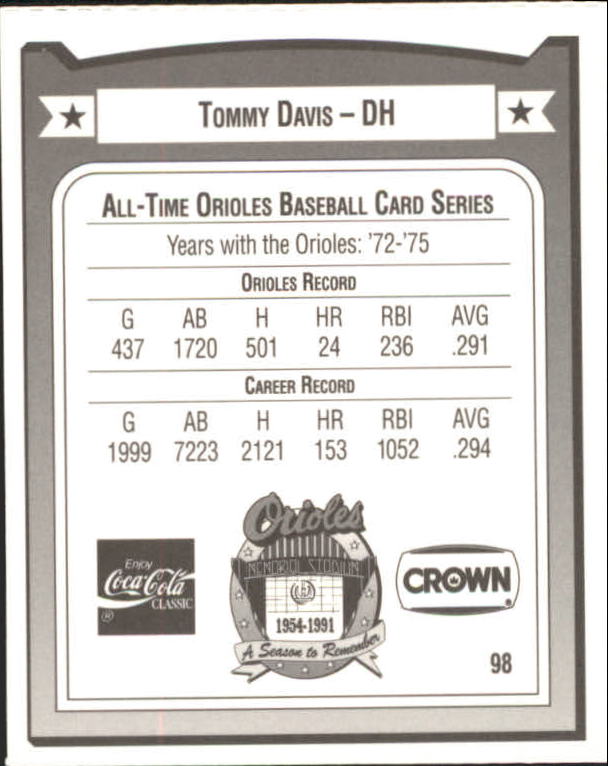 TOMMY DAVIS – DH
ALL-TIME ORIOLES BASEBALL CARD SERIES
Years with the Orioles: '72-'75
ORIOLES RECORD
G AB H HR RBI AVG
437 1720 501 24 236 .291
CAREER RECORD
G AB H HR RBI AVG
1999 7223 2121 153 1052 .294
Orioles
MEMORIAL STADIUM
1954-1991
A Season to Remember
Enjoy
Coca-Cola
CLASSIC
®
CROWN
®
98